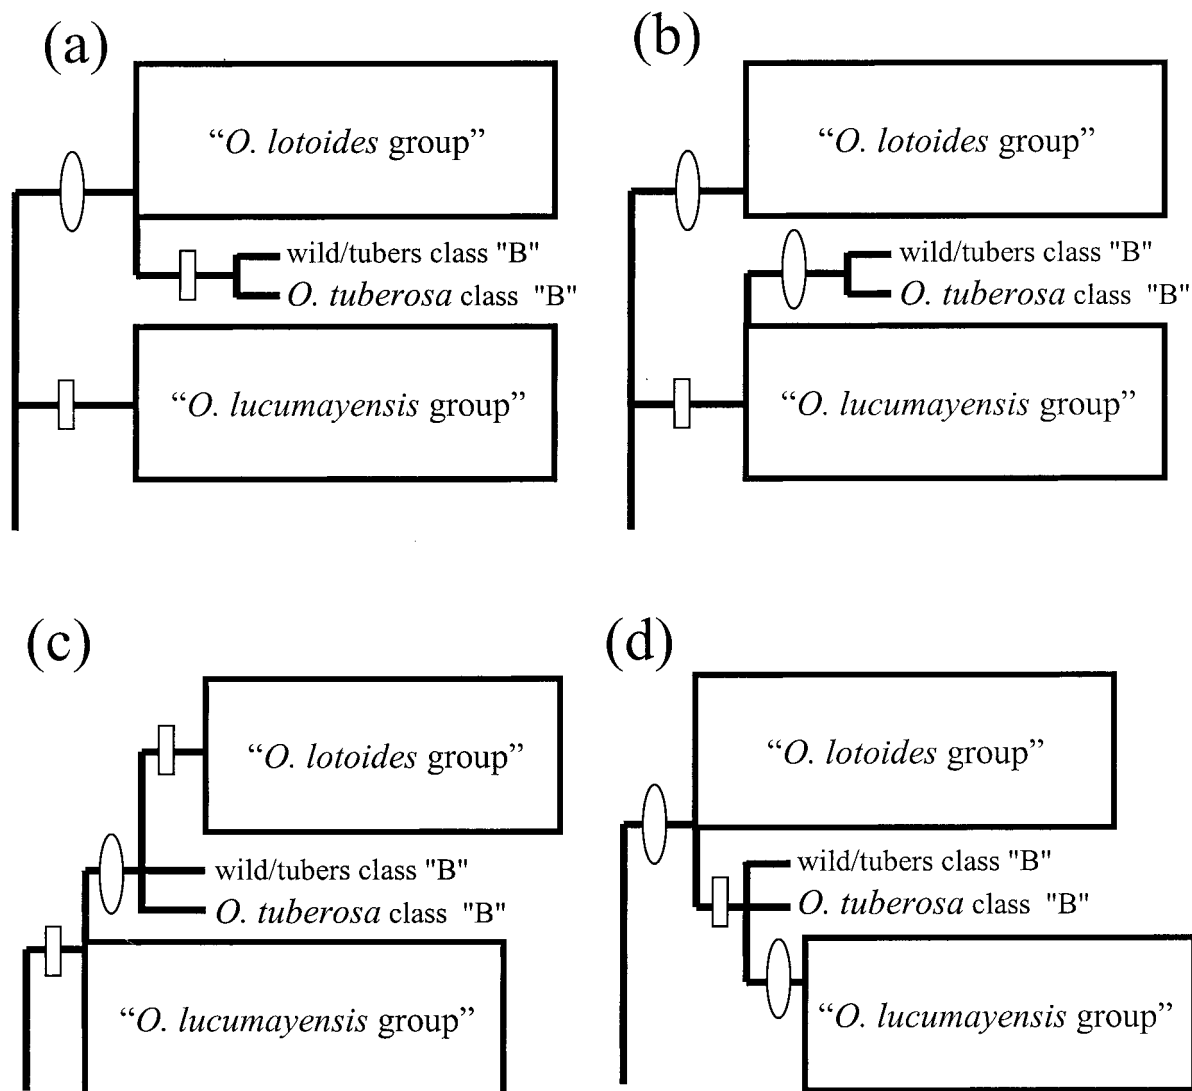 (a)
“O. lotoides group”
wild/tubers class "B"
O. tuberosa class "B"
“O. lucumayensis group”
(b)
“O. lotoides group”
wild/tubers class "B"
O. tuberosa class "B"
“O. lucumayensis group”
(c)
“O. lotoides group”
wild/tubers class "B"
O. tuberosa class "B"
“O. lucumayensis group”
(d)
“O. lotoides group”
wild/tubers class "B"
O. tuberosa class "B"
“O. lucumayensis group”